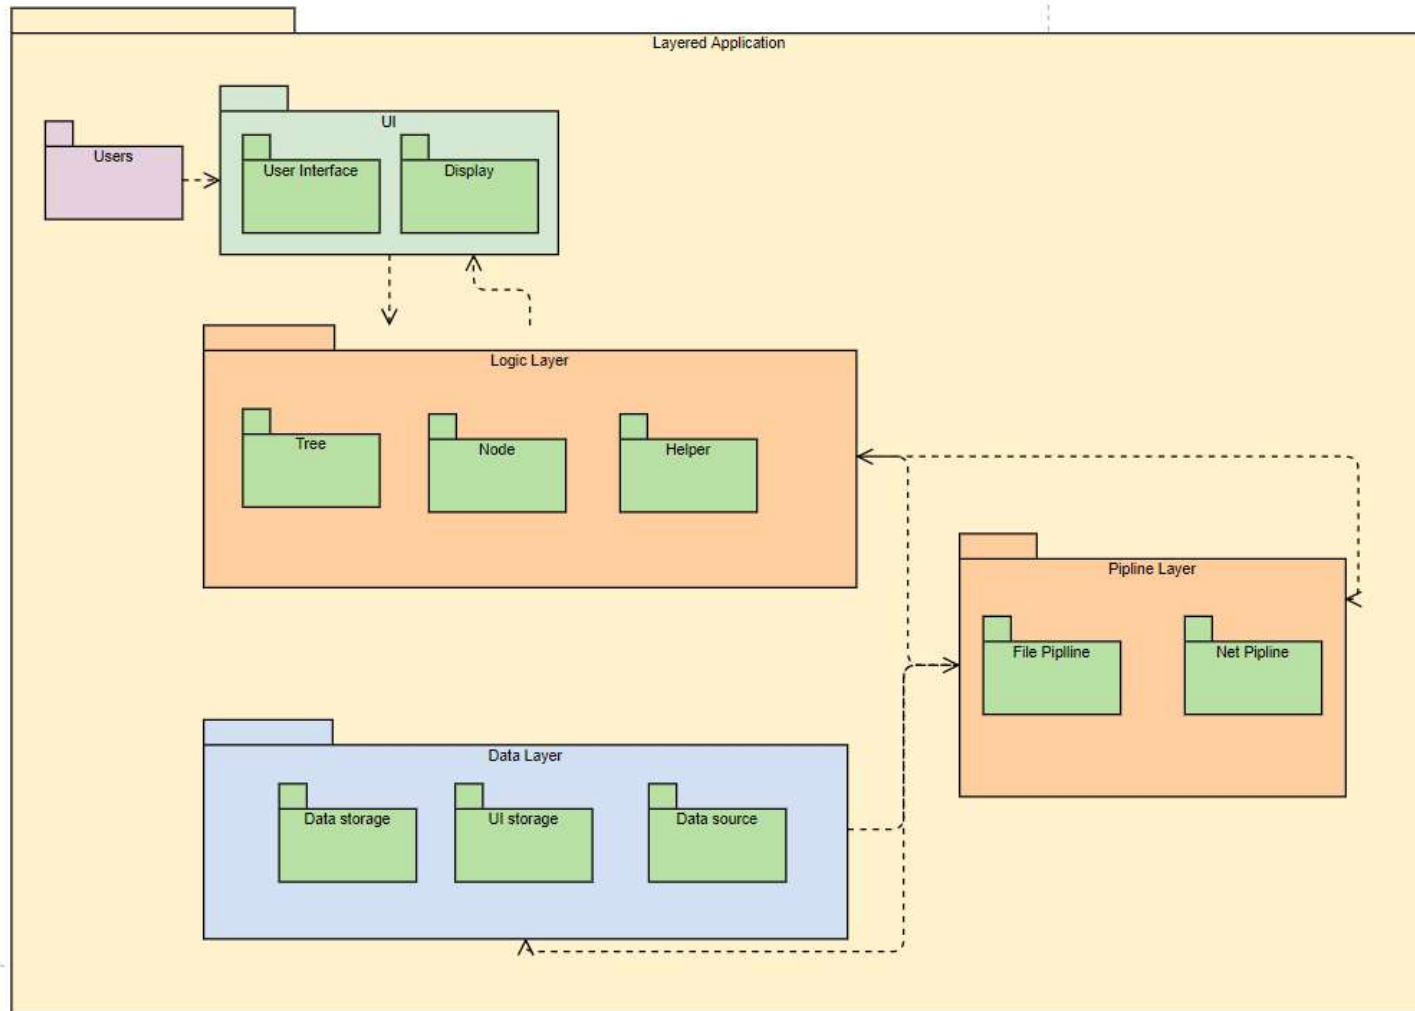 Layered Application
UI
Users
User Interface
Display
Logic Layer
Tree
Node
Helper
Pipline Layer
File Piplline
Net Pipline
Data Layer
Data storage
UI storage
Data source